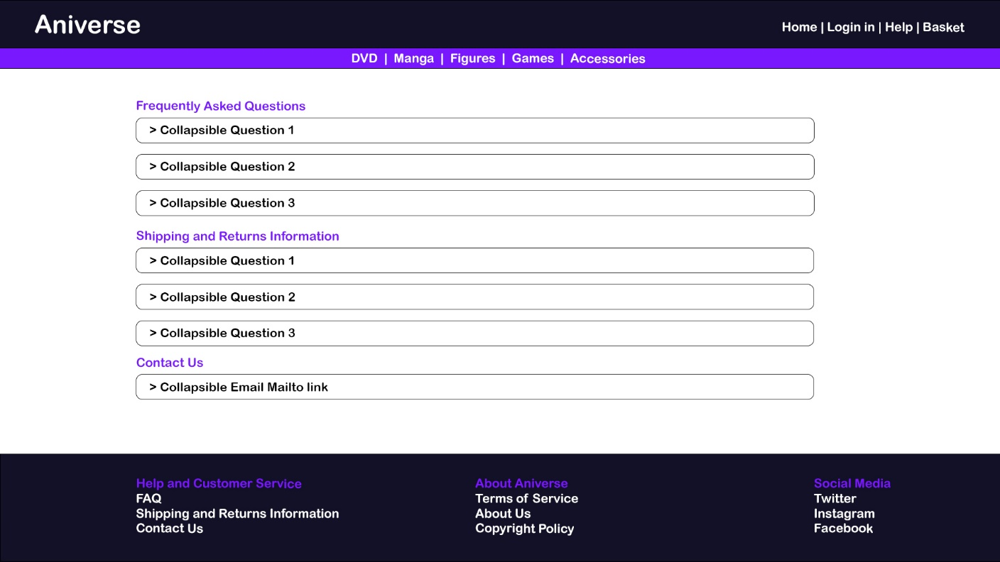 Aniverse
Home | Login in | Help | Basket
DVD | Manga | Figures | Games | Accessories
Frequently Asked Questions
> Collapsible Question 1
> Collapsible Question 2
> Collapsible Question 3
Shipping and Returns Information
> Collapsible Question 1
> Collapsible Question 2
> Collapsible Question 3
Contact Us
> Collapsible Email Mailto link
Help and Customer Service
FAQ
Shipping and Returns Information
Contact Us
About Aniverse
Terms of Service
About Us
Copyright Policy
Social Media
Twitter
Instagram
Facebook